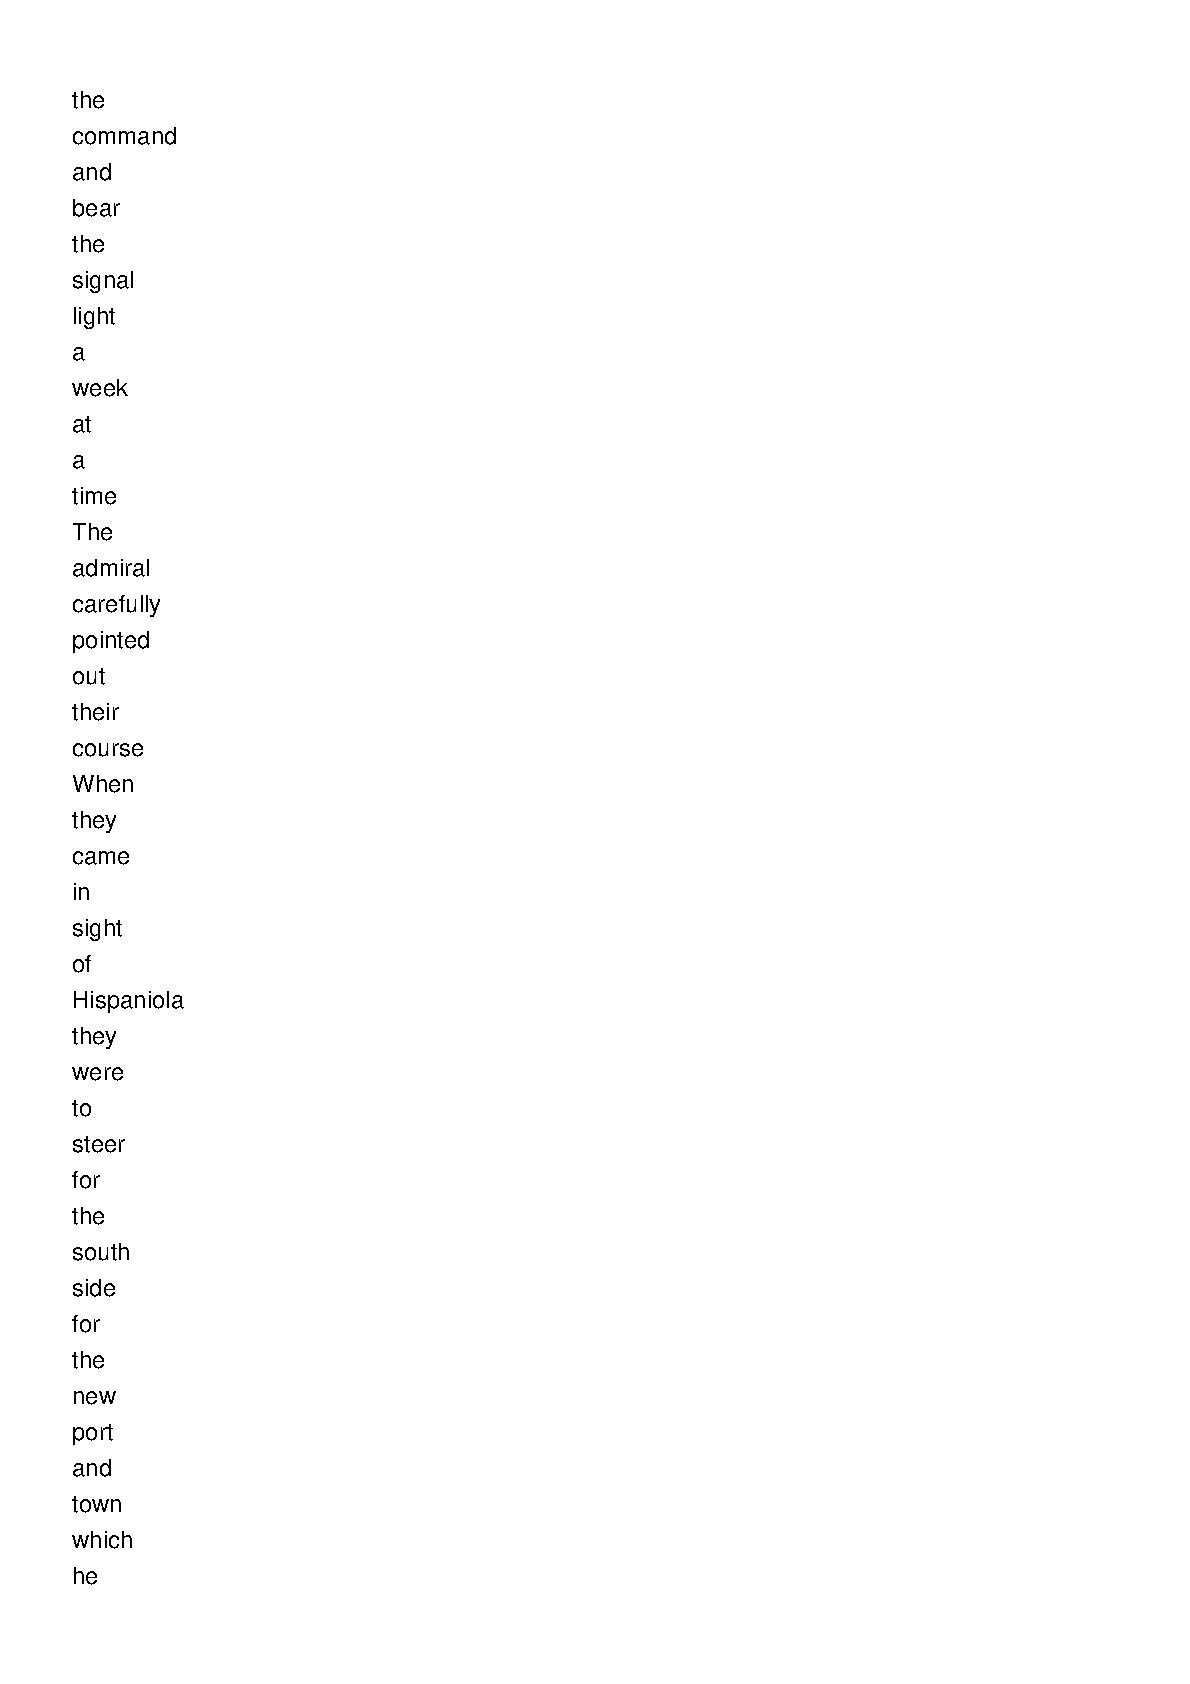 the
command
and
bear
the
signal
light
a
week
at
a
time
The
admiral
carefully
pointed
out
their
course
When
they
came
in
sight
of
Hispaniola
they
were
to
steer
for
the
south
side
for
the
new
port
and
town
which
he